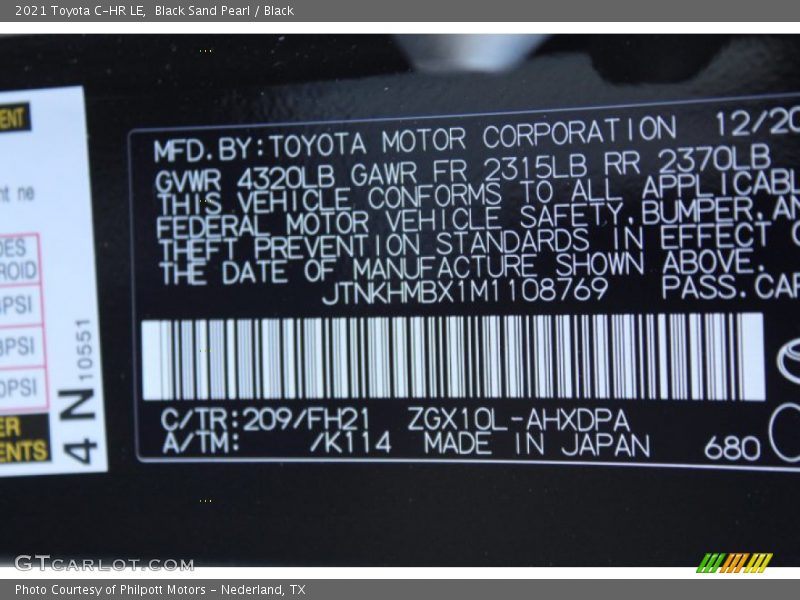 2021 Toyota C-HR LE, Black Sand Pearl / Black
MFD.BY:TOYOTA MOTOR CORPORATION 12/20
GVWR 4320LB GAWR FR 2315LB RR 2370LB
THIS VEHICLE CONFORMS TO ALL APPLICABL
FEDERAL MOTOR VEHICLE SAFETY,BUMPER,AN
THEFT PREVENTION STANDARDS IN EFFECT O
THE DATE OF MANUFACTURE SHOWN ABOVE.
JTNKHMBX1M1108769 PASS.CAR
C/TR:209/FH21 ZGX10L-AHXDPA
A/TM: /K114 MADE IN JAPAN 680
ENT
nt ne
DES
ROID
PSI
PSI
PSI
ER
ENTS
4 N 10551
GTCARLOT.COM
Photo Courtesy of Philpott Motors - Nederland, TX